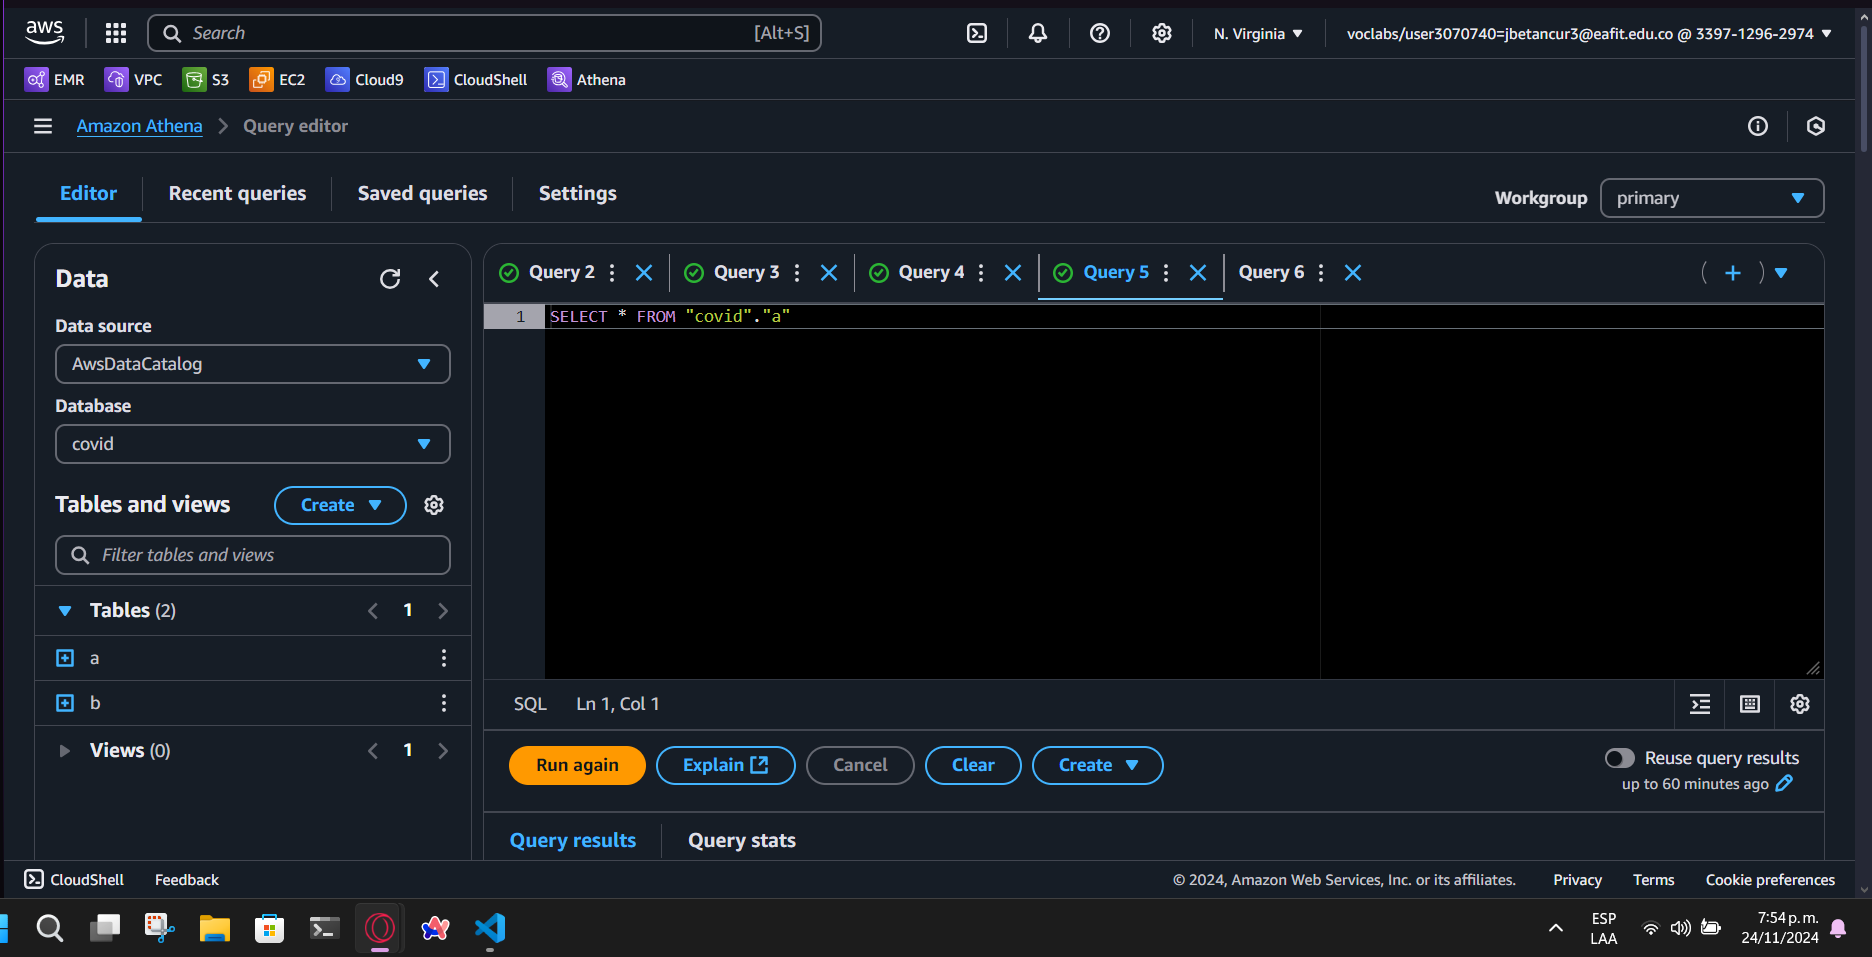 aws
Search [Alt+S]
N. Virginia
voclabs/user3070740=jbetancur3@eafit.edu.co @ 3397-1296-2974
EMR VPC S3 EC2 Cloud9 CloudShell Athena
Amazon Athena Query editor
Editor Recent queries Saved queries Settings
Workgroup primary
Data
Data source
AwsDataCatalog
Database
covid
Tables and views Create
Filter tables and views
Tables (2) 1
a
b
Views (0) 1
Query 2 Query 3 Query 4 Query 5 Query 6
1 SELECT * FROM "covid"."a"
SQL Ln 1, Col 1
Run again Explain Cancel Clear Create
Reuse query results
up to 60 minutes ago
Query results Query stats
CloudShell Feedback
© 2024, Amazon Web Services, Inc. or its affiliates. Privacy Terms Cookie preferences
ESP
LAA
7:54 p. m.
24/11/2024